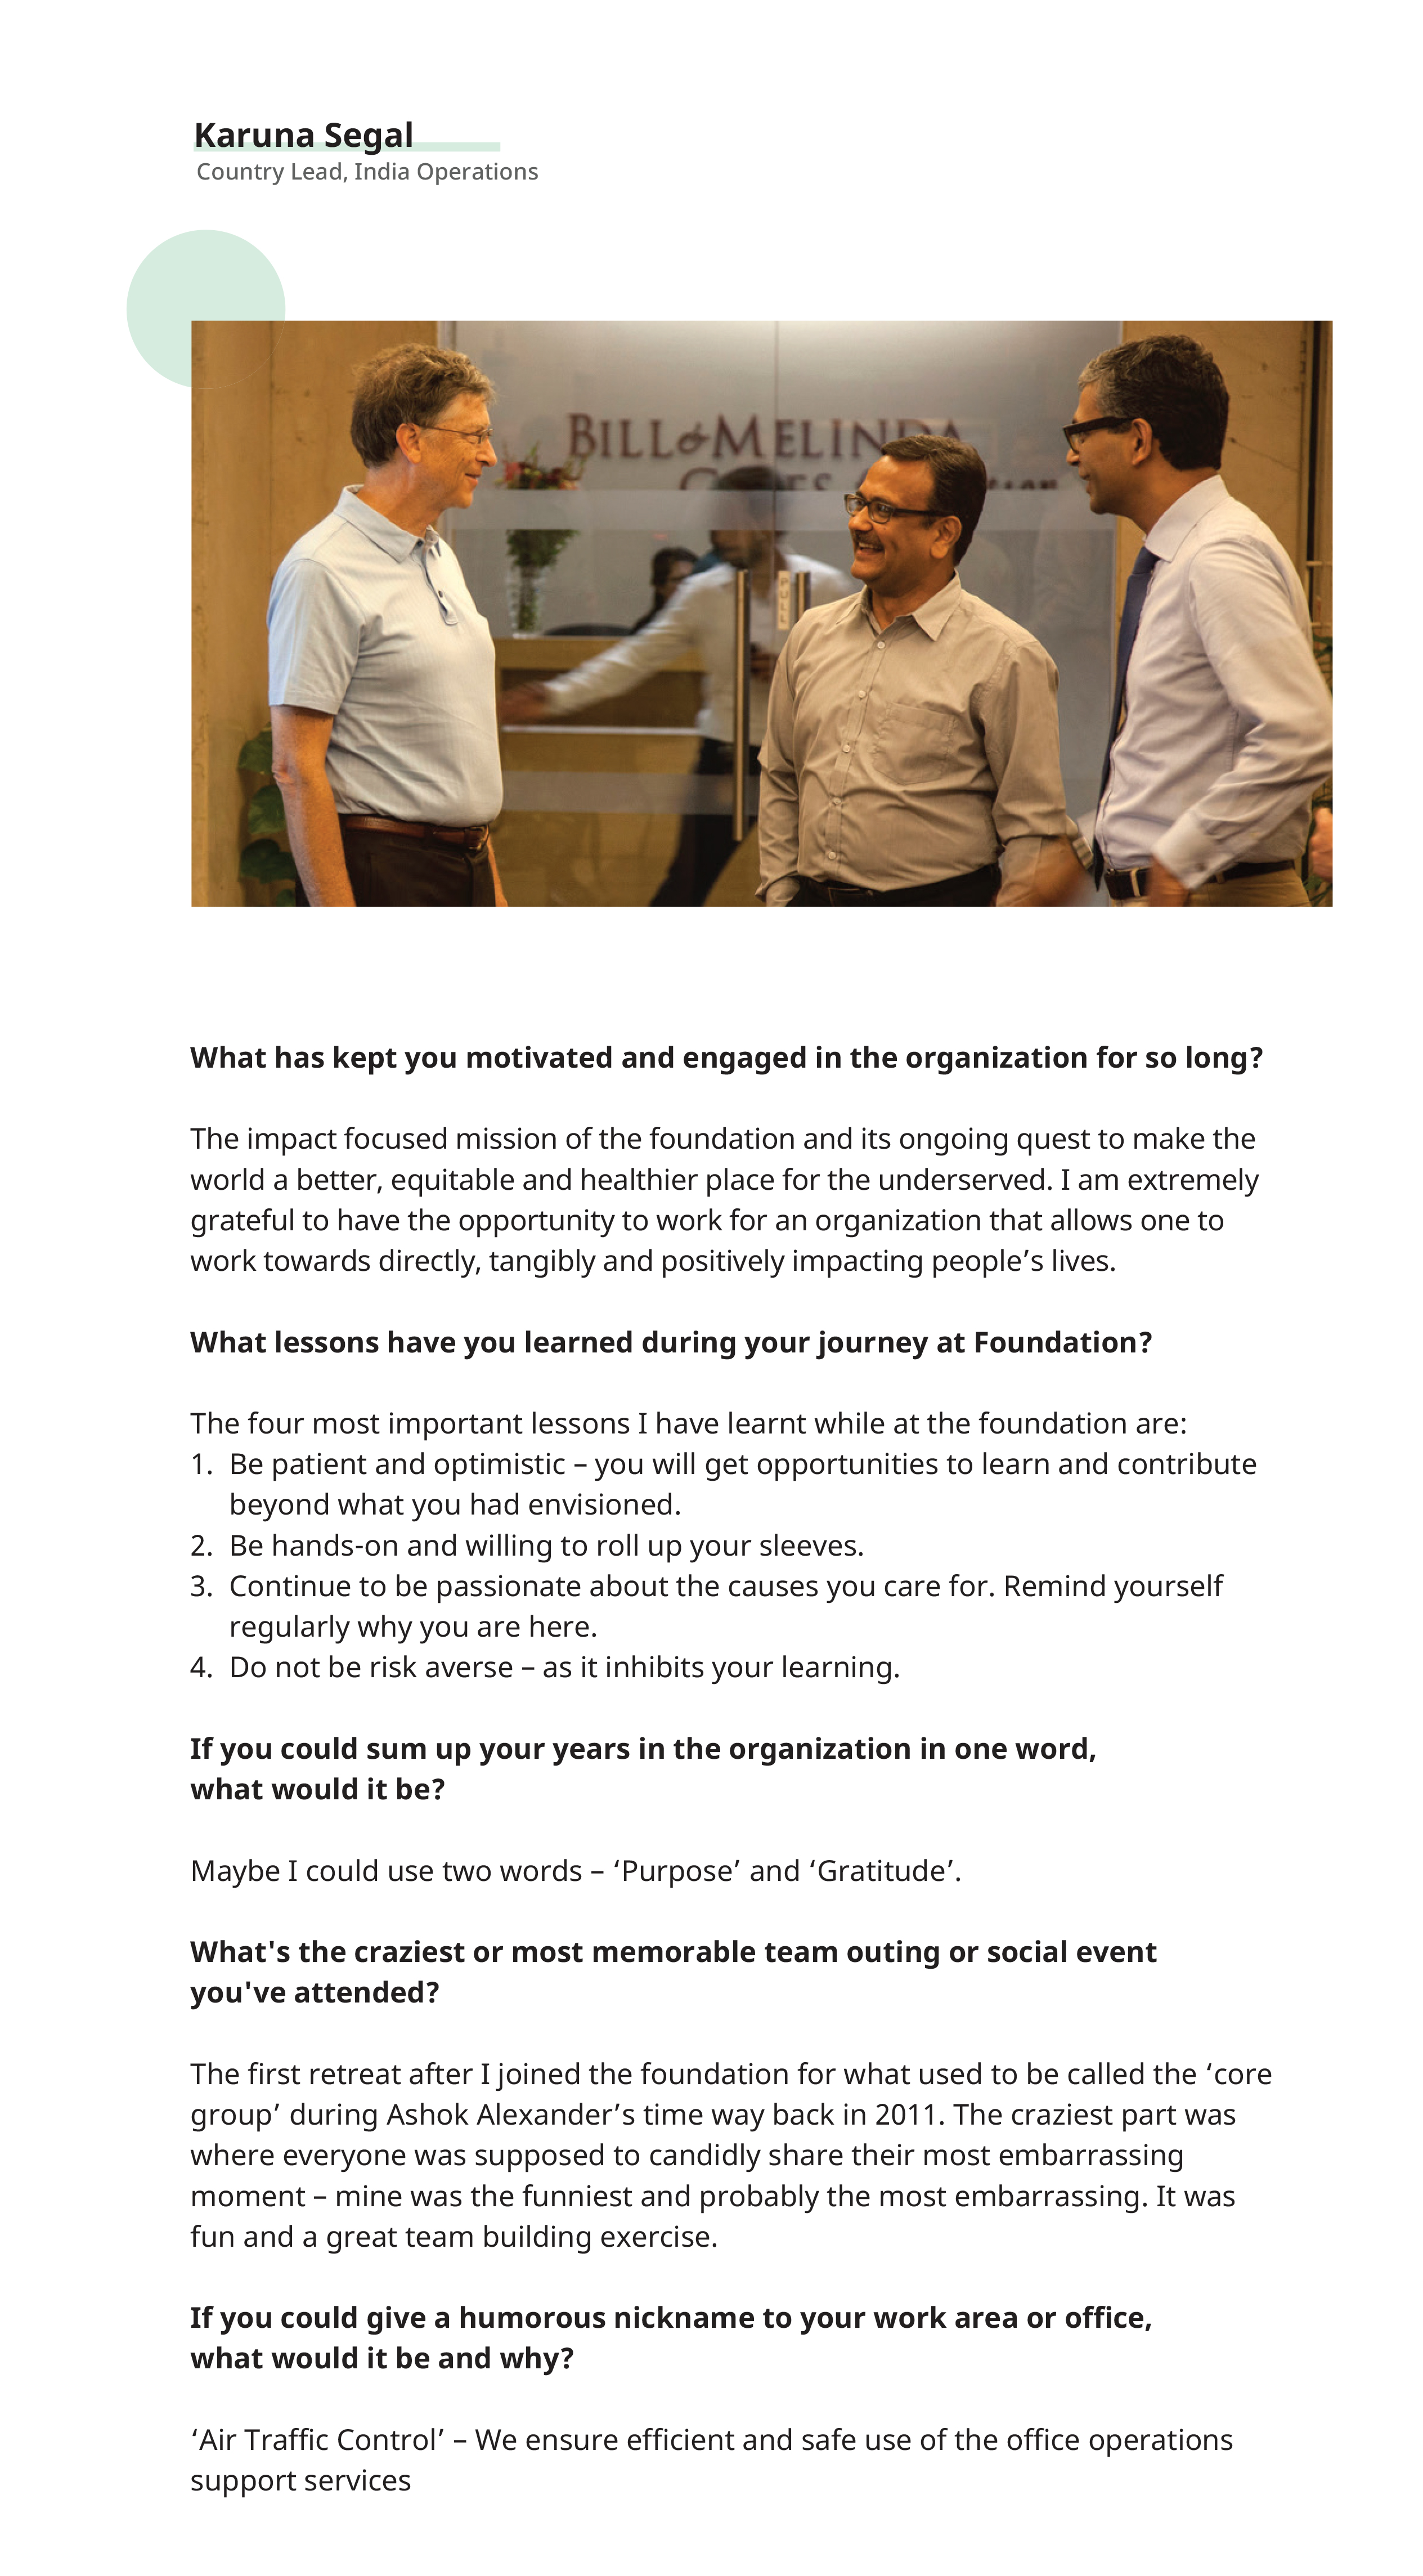 Karuna Segal
Country Lead, India Operations
BILL & MELINDA
PULL
What has kept you motivated and engaged in the organization for so long?
The impact focused mission of the foundation and its ongoing quest to make the
world a better, equitable and healthier place for the underserved. I am extremely
grateful to have the opportunity to work for an organization that allows one to
work towards directly, tangibly and positively impacting people’s lives.
What lessons have you learned during your journey at Foundation?
The four most important lessons I have learnt while at the foundation are:
1. Be patient and optimistic – you will get opportunities to learn and contribute
beyond what you had envisioned.
2. Be hands-on and willing to roll up your sleeves.
3. Continue to be passionate about the causes you care for. Remind yourself
regularly why you are here.
4. Do not be risk averse – as it inhibits your learning.
If you could sum up your years in the organization in one word,
what would it be?
Maybe I could use two words – ‘Purpose’ and ‘Gratitude’.
What's the craziest or most memorable team outing or social event
you've attended?
The first retreat after I joined the foundation for what used to be called the ‘core
group’ during Ashok Alexander’s time way back in 2011. The craziest part was
where everyone was supposed to candidly share their most embarrassing
moment – mine was the funniest and probably the most embarrassing. It was
fun and a great team building exercise.
If you could give a humorous nickname to your work area or office,
what would it be and why?
‘Air Traffic Control’ – We ensure efficient and safe use of the office operations
support services